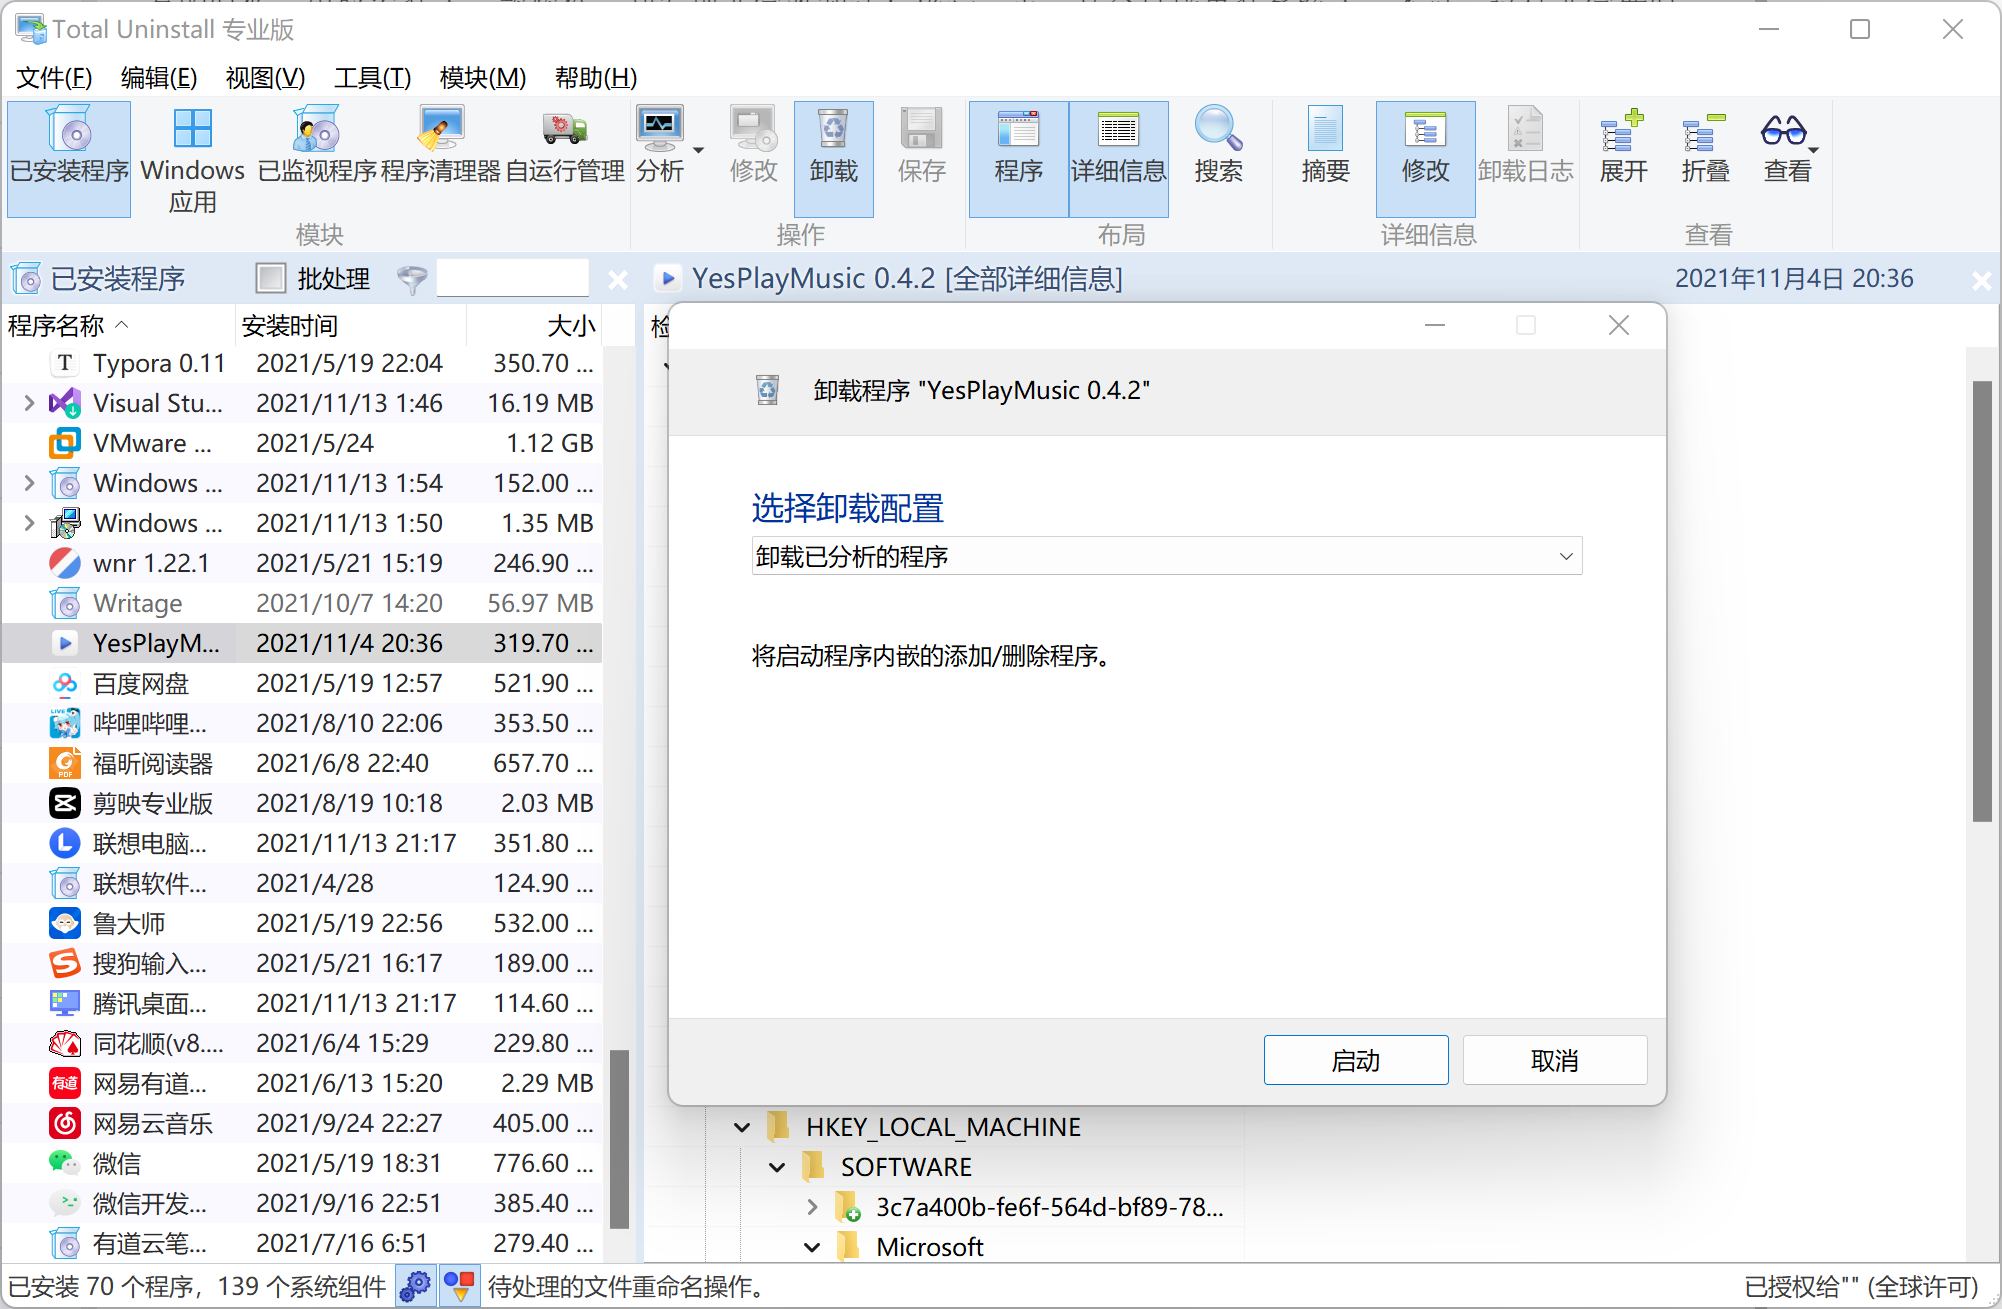 Total Uninstall 专业版
文件(F) 编辑(E) 视图(V) 工具(T) 模块(M) 帮助(H)
已安装程序 Windows 应用 已监视程序 程序清理器 自运行管理 分析 修改 卸载 保存 程序 详细信息 搜索 摘要 修改 卸载日志 展开 折叠 查看
模块 操作 布局 详细信息 查看
已安装程序 批处理 YesPlayMusic 0.4.2 [全部详细信息] 2021年11月4日 20:36
程序名称 安装时间 大小
Typora 0.11 2021/5/19 22:04 350.70 ...
Visual Stu... 2021/11/13 1:46 16.19 MB
VMware ... 2021/5/24 1.12 GB
Windows ... 2021/11/13 1:54 152.00 ...
Windows ... 2021/11/13 1:50 1.35 MB
wnr 1.22.1 2021/5/21 15:19 246.90 ...
Writage 2021/10/7 14:20 56.97 MB
YesPlayM... 2021/11/4 20:36 319.70 ...
百度网盘 2021/5/19 12:57 521.90 ...
哔哩哔哩... 2021/8/10 22:06 353.50 ...
福昕阅读器 2021/6/8 22:40 657.70 ...
剪映专业版 2021/8/19 10:18 2.03 MB
联想电脑... 2021/11/13 21:17 351.80 ...
联想软件... 2021/4/28 124.90 ...
鲁大师 2021/5/19 22:56 532.00 ...
搜狗输入... 2021/5/21 16:17 189.00 ...
腾讯桌面... 2021/11/13 21:17 114.60 ...
同花顺(v8.... 2021/6/4 15:29 229.80 ...
网易有道... 2021/6/13 15:20 2.29 MB
网易云音乐 2021/9/24 22:27 405.00 ...
微信 2021/5/19 18:31 776.60 ...
微信开发... 2021/9/16 22:51 385.40 ...
有道云笔... 2021/7/16 6:51 279.40 ...
卸载程序 "YesPlayMusic 0.4.2"
选择卸载配置
卸载已分析的程序
将启动程序内嵌的添加/删除程序。
启动 取消
HKEY_LOCAL_MACHINE
SOFTWARE
3c7a400b-fe6f-564d-bf89-78...
Microsoft
已安装 70 个程序，139 个系统组件 待处理的文件重命名操作。 已授权给"" (全球许可)